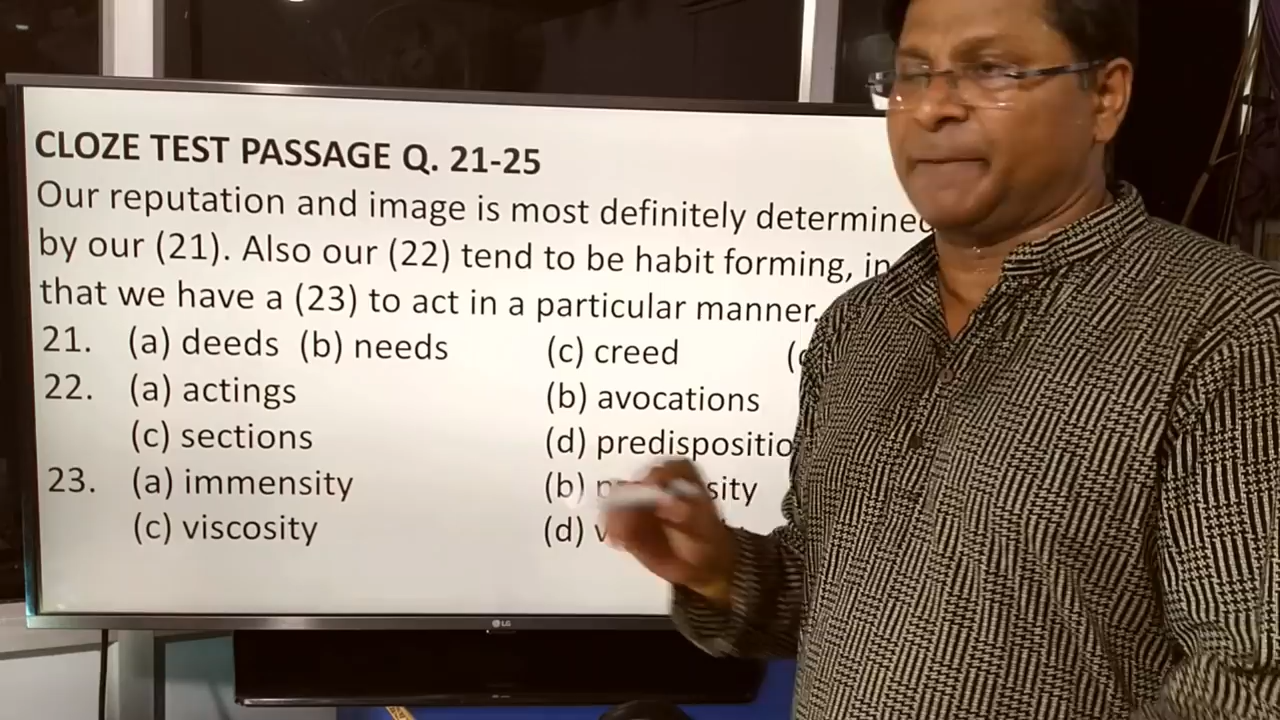 CLOZE TEST PASSAGE Q. 21-25
Our reputation and image is most definitely determined
by our (21). Also our (22) tend to be habit forming, in
that we have a (23) to act in a particular manner.
21. (a) deeds (b) needs (c) creed
22. (a) actings (b) avocations
(c) sections (d)
23. (a) immensity (b)
(c) viscosity (d)
LG